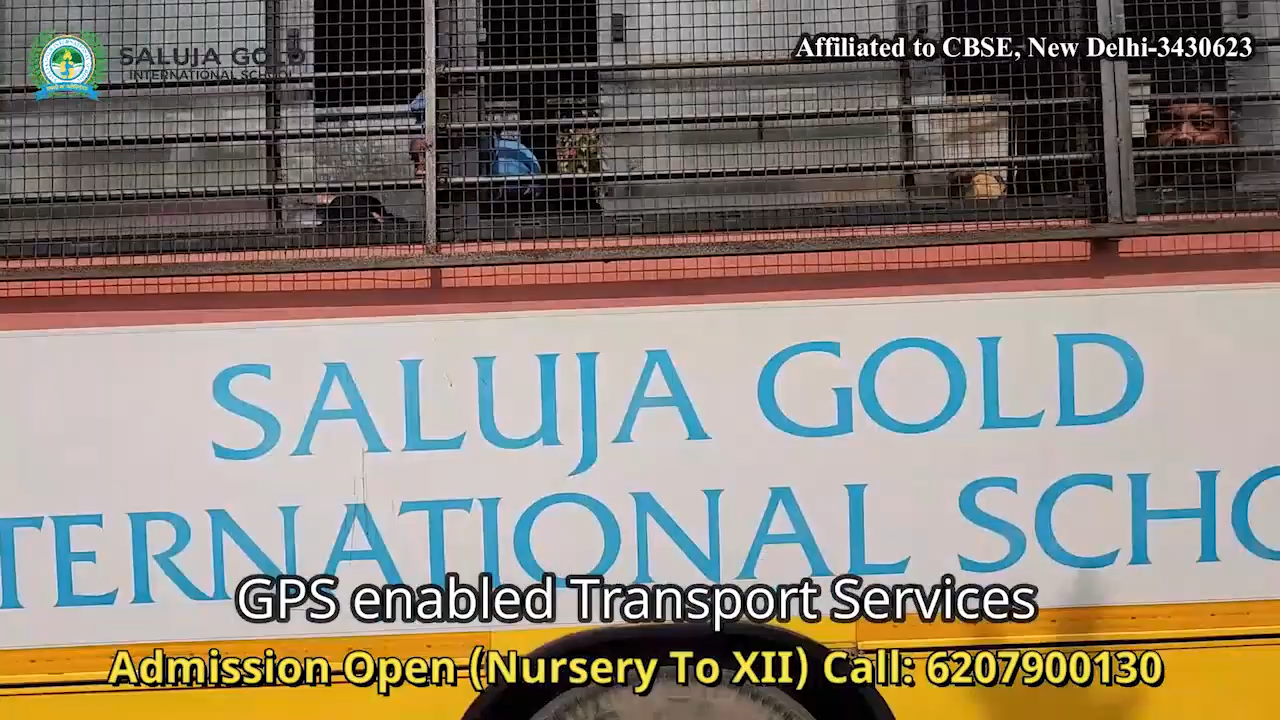 SALUJA GOLD
INTERNATIONAL SCHOOL
Affiliated to CBSE, New Delhi-3430623
SALUJA GOLD
TERNATIONAL SCHO
GPS enabled Transport Services
Admission Open (Nursery To XII) Call: 6207900130